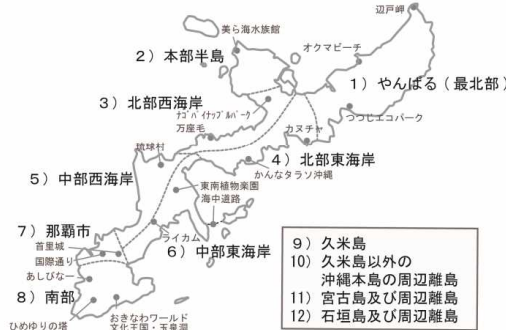 辺戸岬
美ら海水族館
2）本部半島
オクマビーチ
1）やんばる（最北部）
3）北部西海岸
ﾅｺﾞﾊﾟｲﾅｯﾌﾟﾙﾊﾟｰｸ
つつじエコパーク
万座毛
カヌチャ
琉球村
4）北部東海岸
かんなタラソ沖縄
5）中部西海岸
東南植物楽園
海中道路
7）那覇市
ライカム
6）中部東海岸
首里城
国際通り
あしびなー
8）南部
おきなわワールド
文化王国・玉泉洞
ひめゆりの塔
9）久米島
10）久米島以外の
沖縄本島の周辺離島
11）宮古島及び周辺離島
12）石垣島及び周辺離島